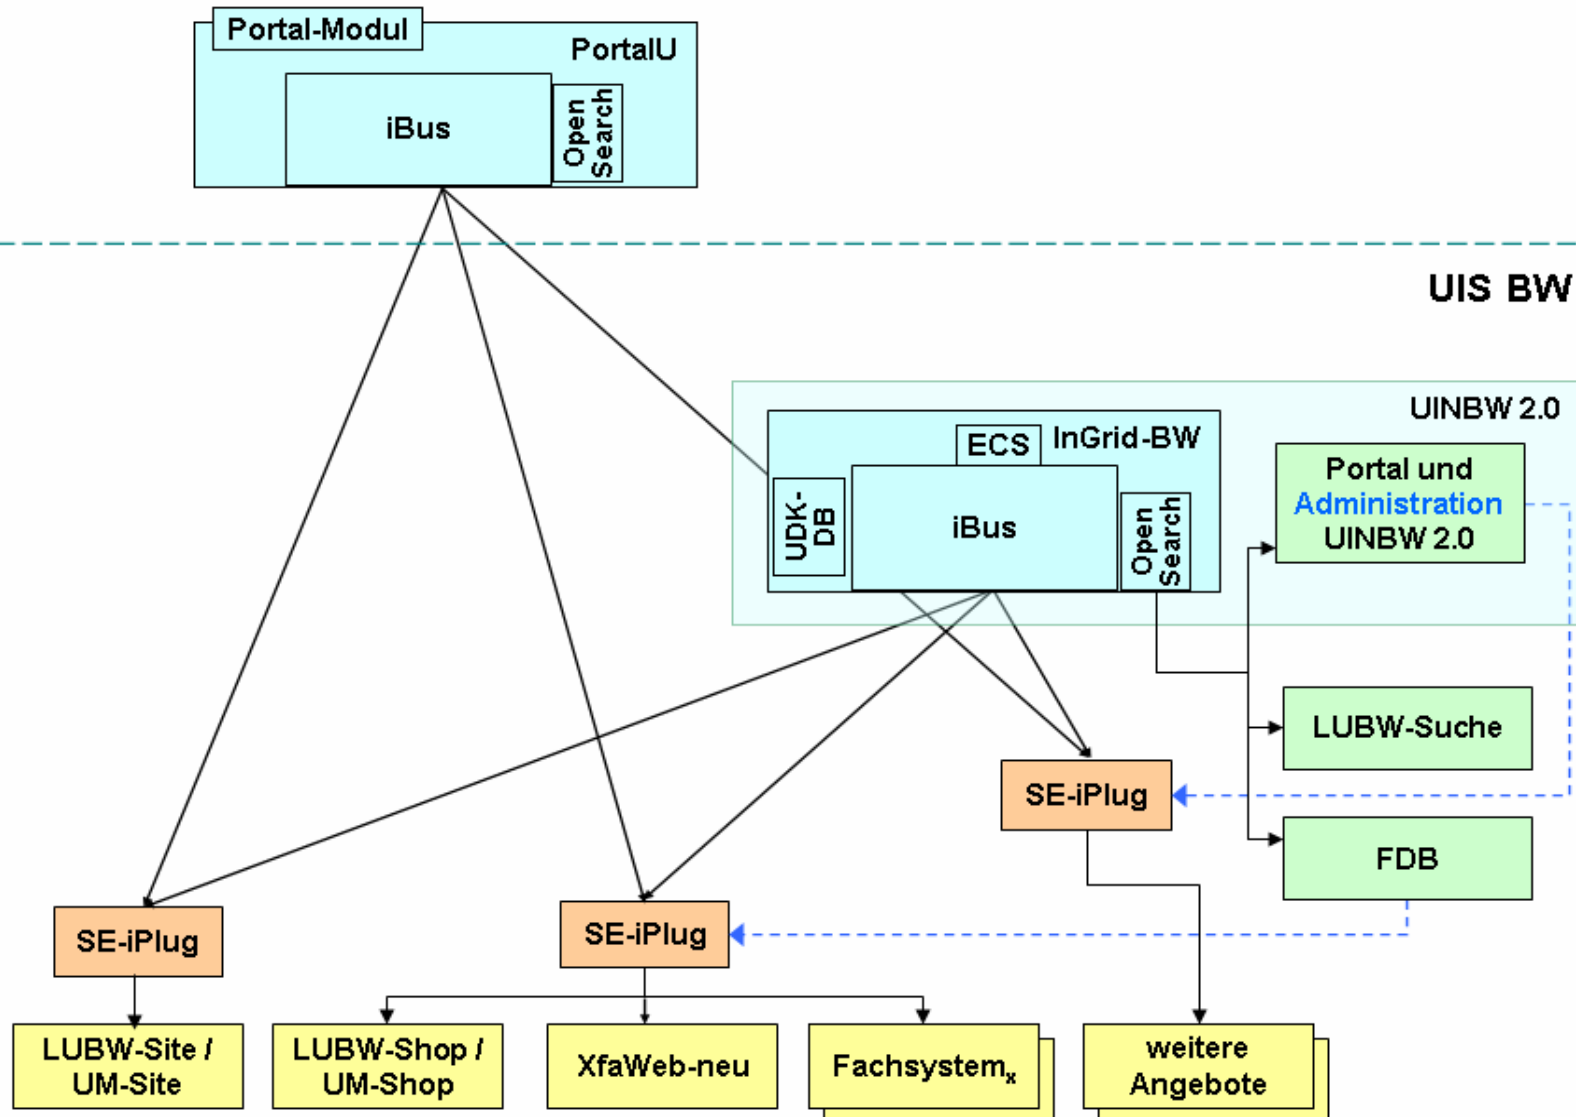 Portal-Modul
PortalU
iBus
Open
Search
UIS BW
UINBW 2.0
ECS
InGrid-BW
UDK-
DB
iBus
Open
Search
Portal und
Administration
UINBW 2.0
LUBW-Suche
SE-iPlug
FDB
SE-iPlug
SE-iPlug
LUBW-Site /
UM-Site
LUBW-Shop /
UM-Shop
XfaWeb-neu
Fachsystemₓ
weitere
Angebote